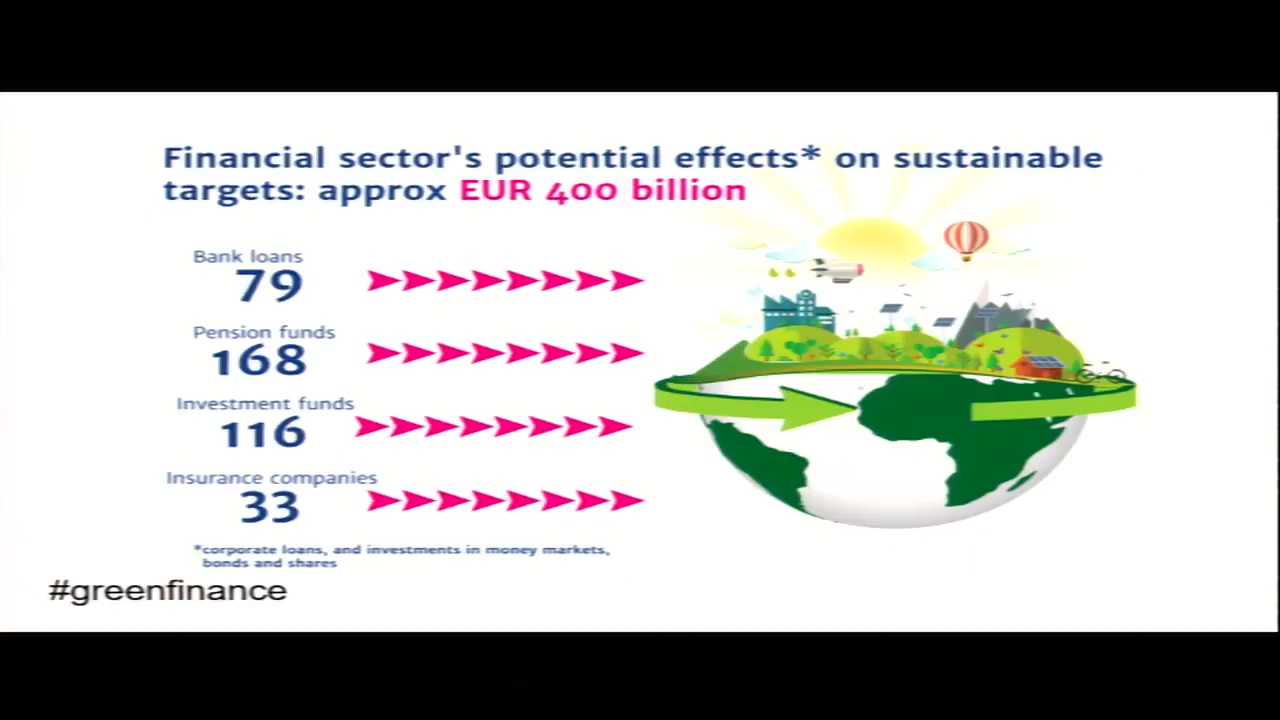 Financial sector's potential effects* on sustainable
targets: approx EUR 400 billion
Bank loans
79
Pension funds
168
Investment funds
116
Insurance companies
33
*corporate loans, and investments in money markets,
bonds and shares
#greenfinance